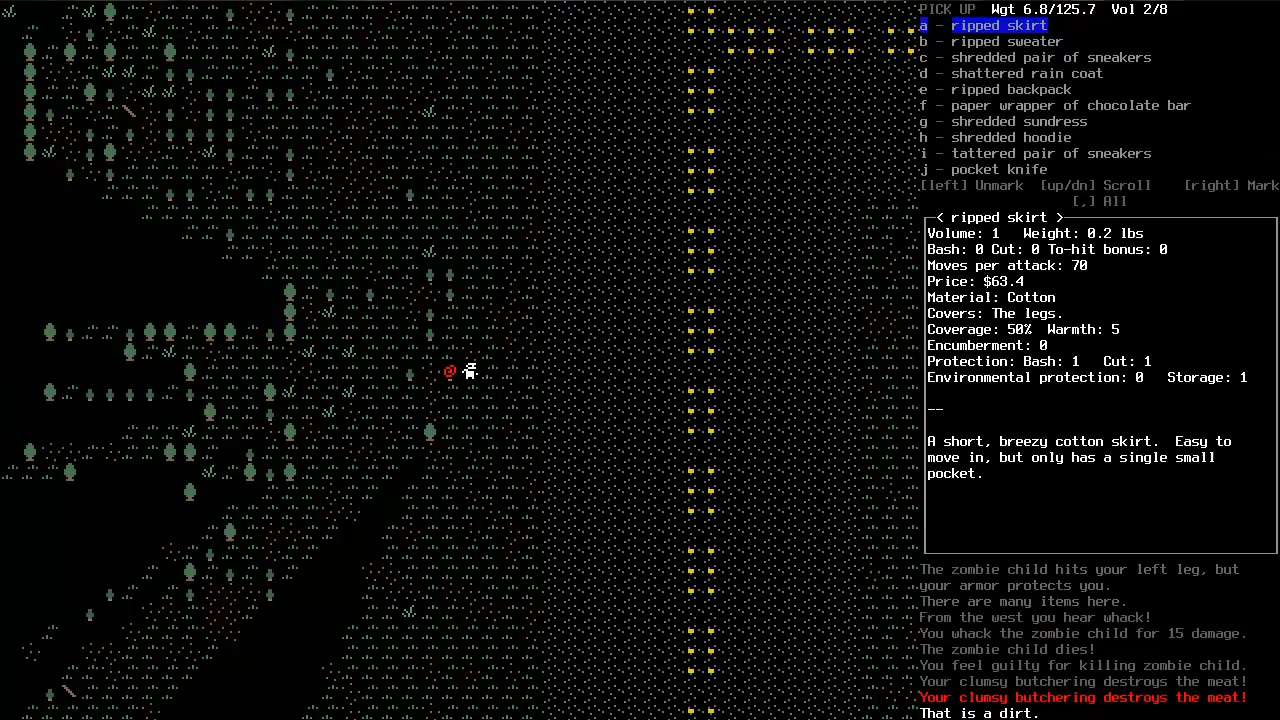 PICK UP  Wgt 6.8/125.7  Vol 2/8
a - ripped skirt
b - ripped sweater
c - shredded pair of sneakers
d - shattered rain coat
e - ripped backpack
f - paper wrapper of chocolate bar
g - shredded sundress
h - shredded hoodie
i - tattered pair of sneakers
j - pocket knife
[left] Unmark  [up/dn] Scroll    [right] Mark
[,] All
< ripped skirt >
Volume: 1   Weight: 0.2 lbs
Bash: 0 Cut: 0 To-hit bonus: 0
Moves per attack: 70
Price: $63.4
Material: Cotton
Covers: The legs.
Coverage: 50%  Warmth: 5
Encumberment: 0
Protection: Bash: 1   Cut: 1
Environmental protection: 0   Storage: 1
--
A short, breezy cotton skirt.  Easy to
move in, but only has a single small
pocket.
The zombie child hits your left leg, but
your armor protects you.
There are many items here.
From the west you hear whack!
You whack the zombie child for 15 damage.
The zombie child dies!
You feel guilty for killing zombie child.
Your clumsy butchering destroys the meat!
Your clumsy butchering destroys the meat!
That is a dirt.